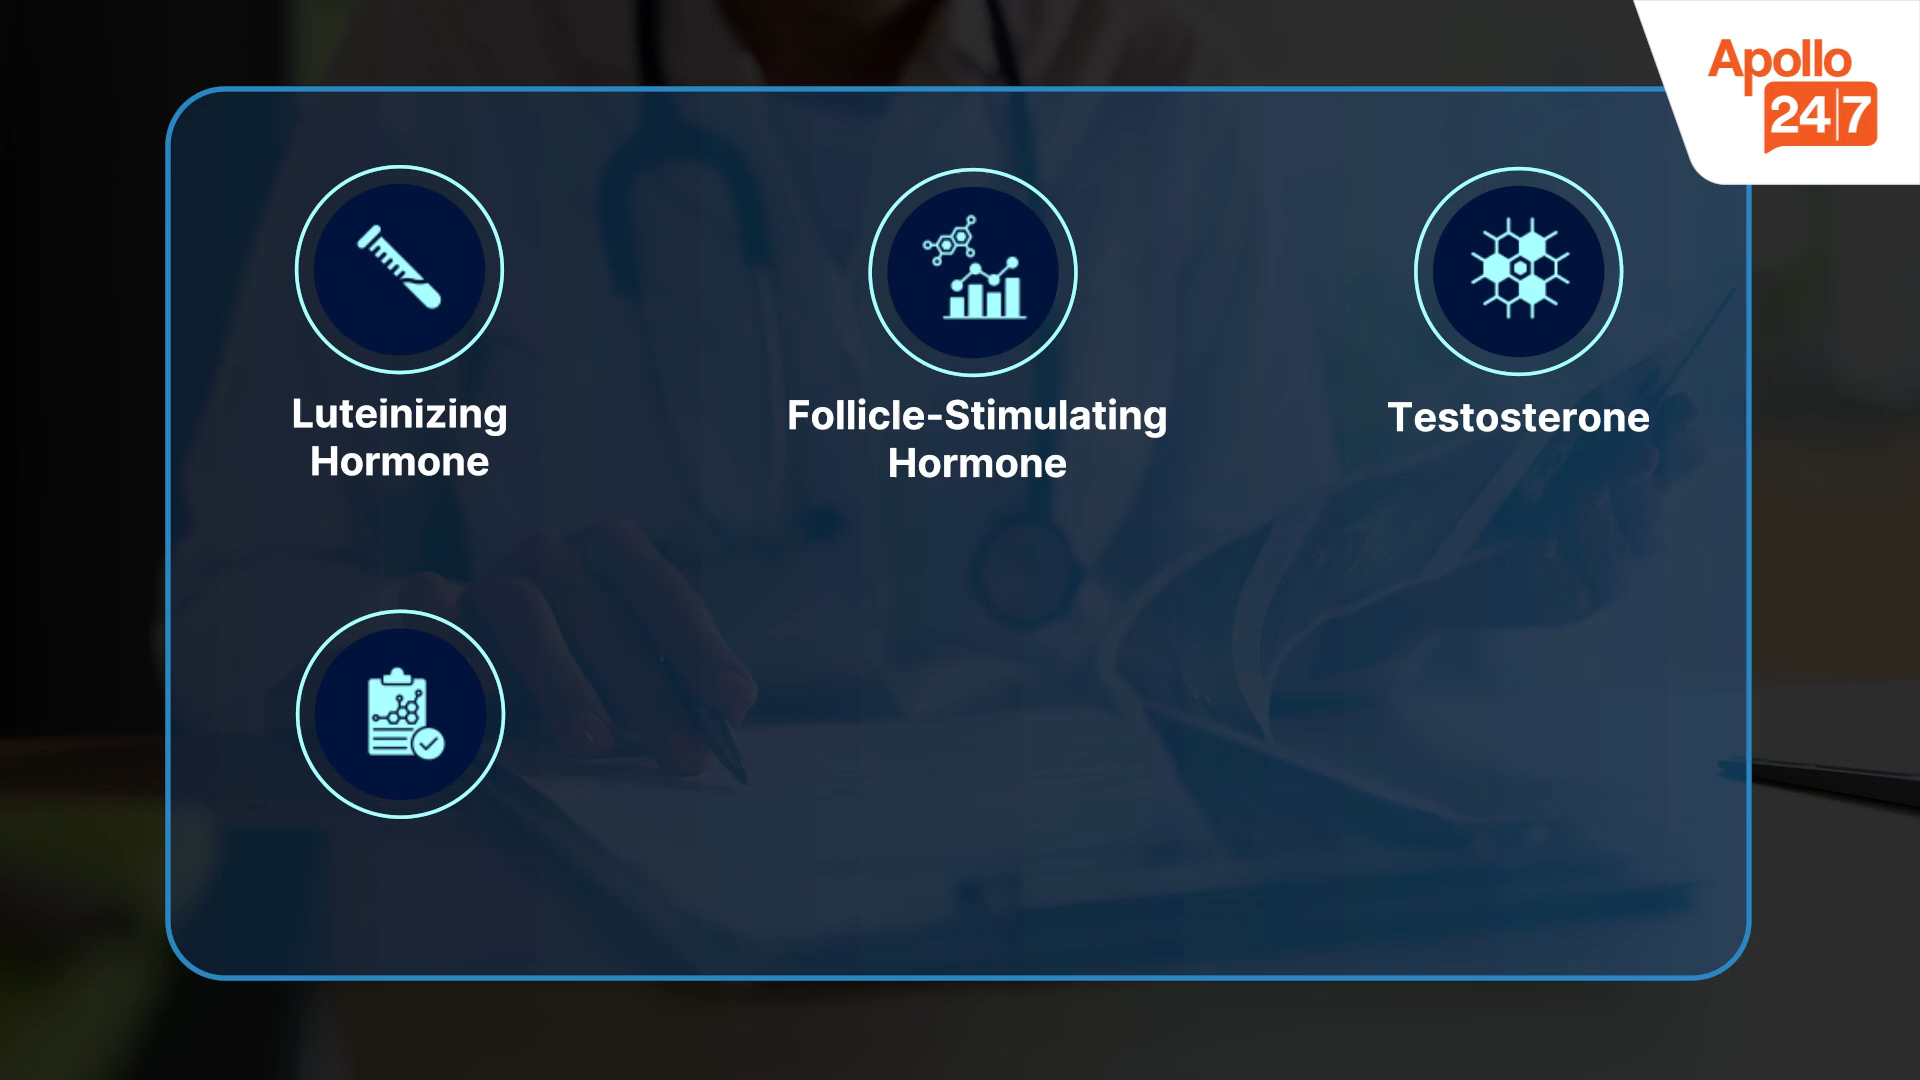 Apollo
24|7
Luteinizing
Hormone
Follicle-Stimulating
Hormone
Testosterone